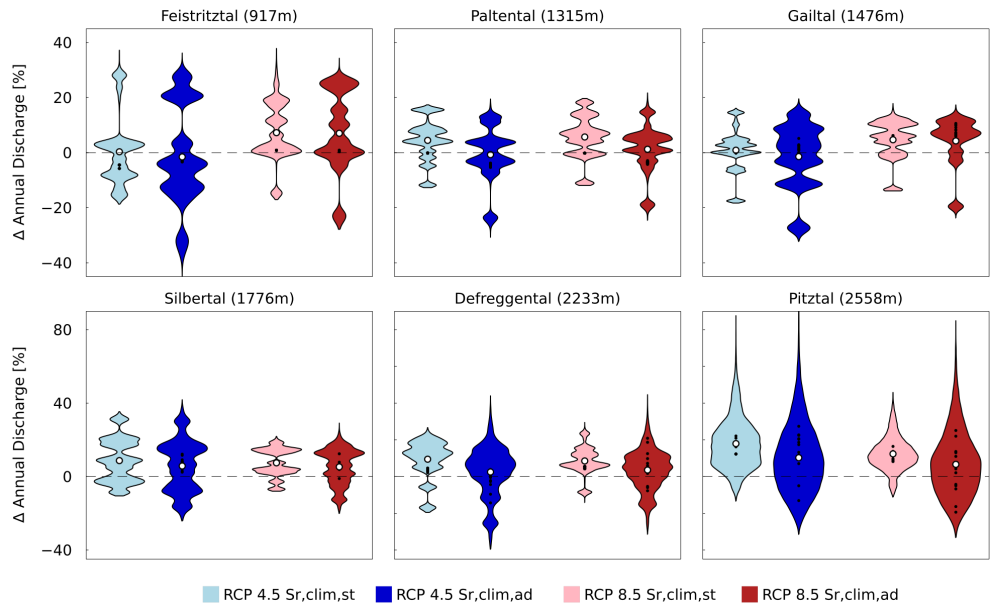 Feistritztal (917m)
Paltental (1315m)
Gailtal (1476m)
Δ Annual Discharge [%]
40
20
0
−20
−40
Silbertal (1776m)
Defreggental (2233m)
Pitztal (2558m)
Δ Annual Discharge [%]
80
40
0
−40
RCP 4.5 Sr,clim,st
RCP 4.5 Sr,clim,ad
RCP 8.5 Sr,clim,st
RCP 8.5 Sr,clim,ad